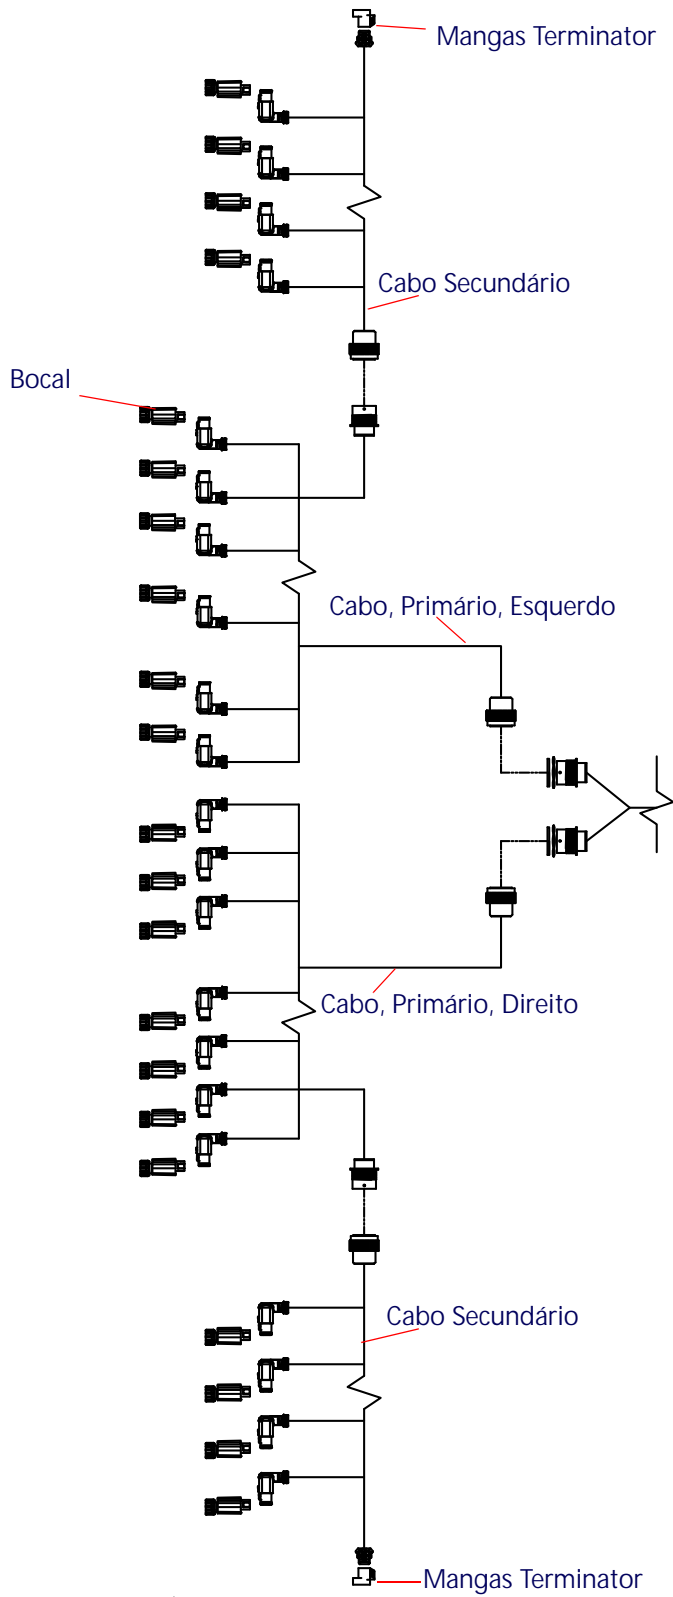 Mangas Terminator
Cabo Secundário
Bocal
Cabo, Primário, Esquerdo
Cabo, Primário, Direito
Cabo Secundário
Mangas Terminator